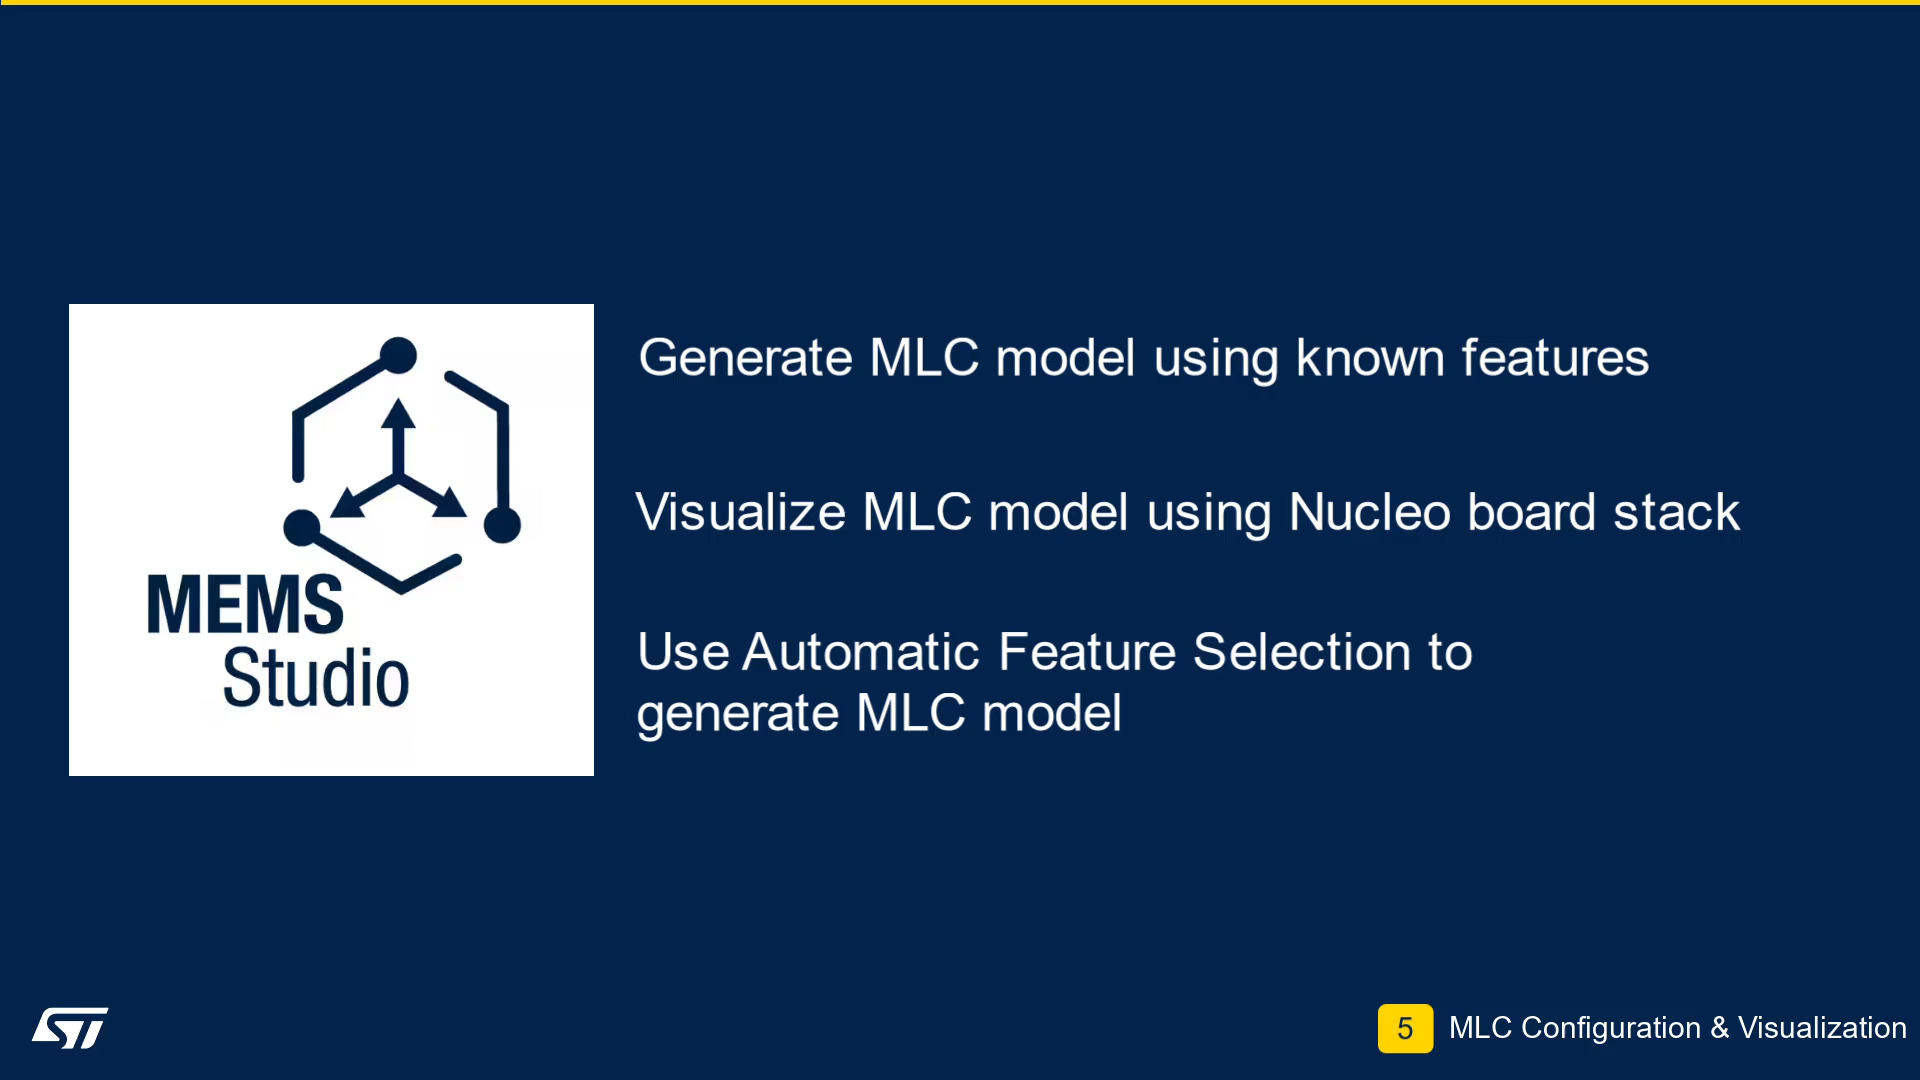 MEMS
Studio
Generate MLC model using known features
Visualize MLC model using Nucleo board stack
Use Automatic Feature Selection to
generate MLC model
ST
5 MLC Configuration & Visualization